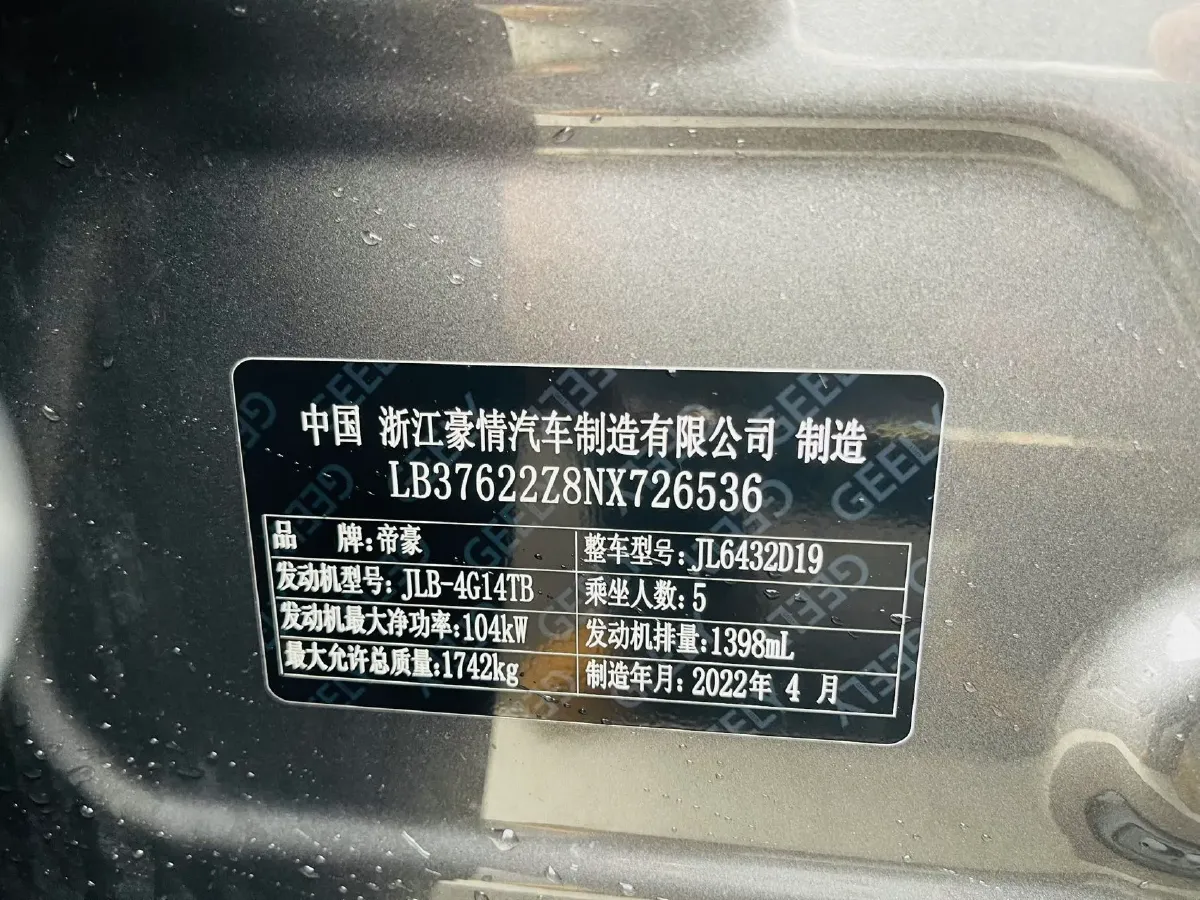 中国 浙江豪情汽车制造有限公司 制造
LB37622Z8NX726536
品 牌:帝豪 整车型号:JL6432D19
发动机型号:JLB-4G14TB 乘坐人数:5
发动机最大净功率:104kW 发动机排量:1398mL
最大允许总质量:1742kg 制造年月:2022年 4 月
GEELY